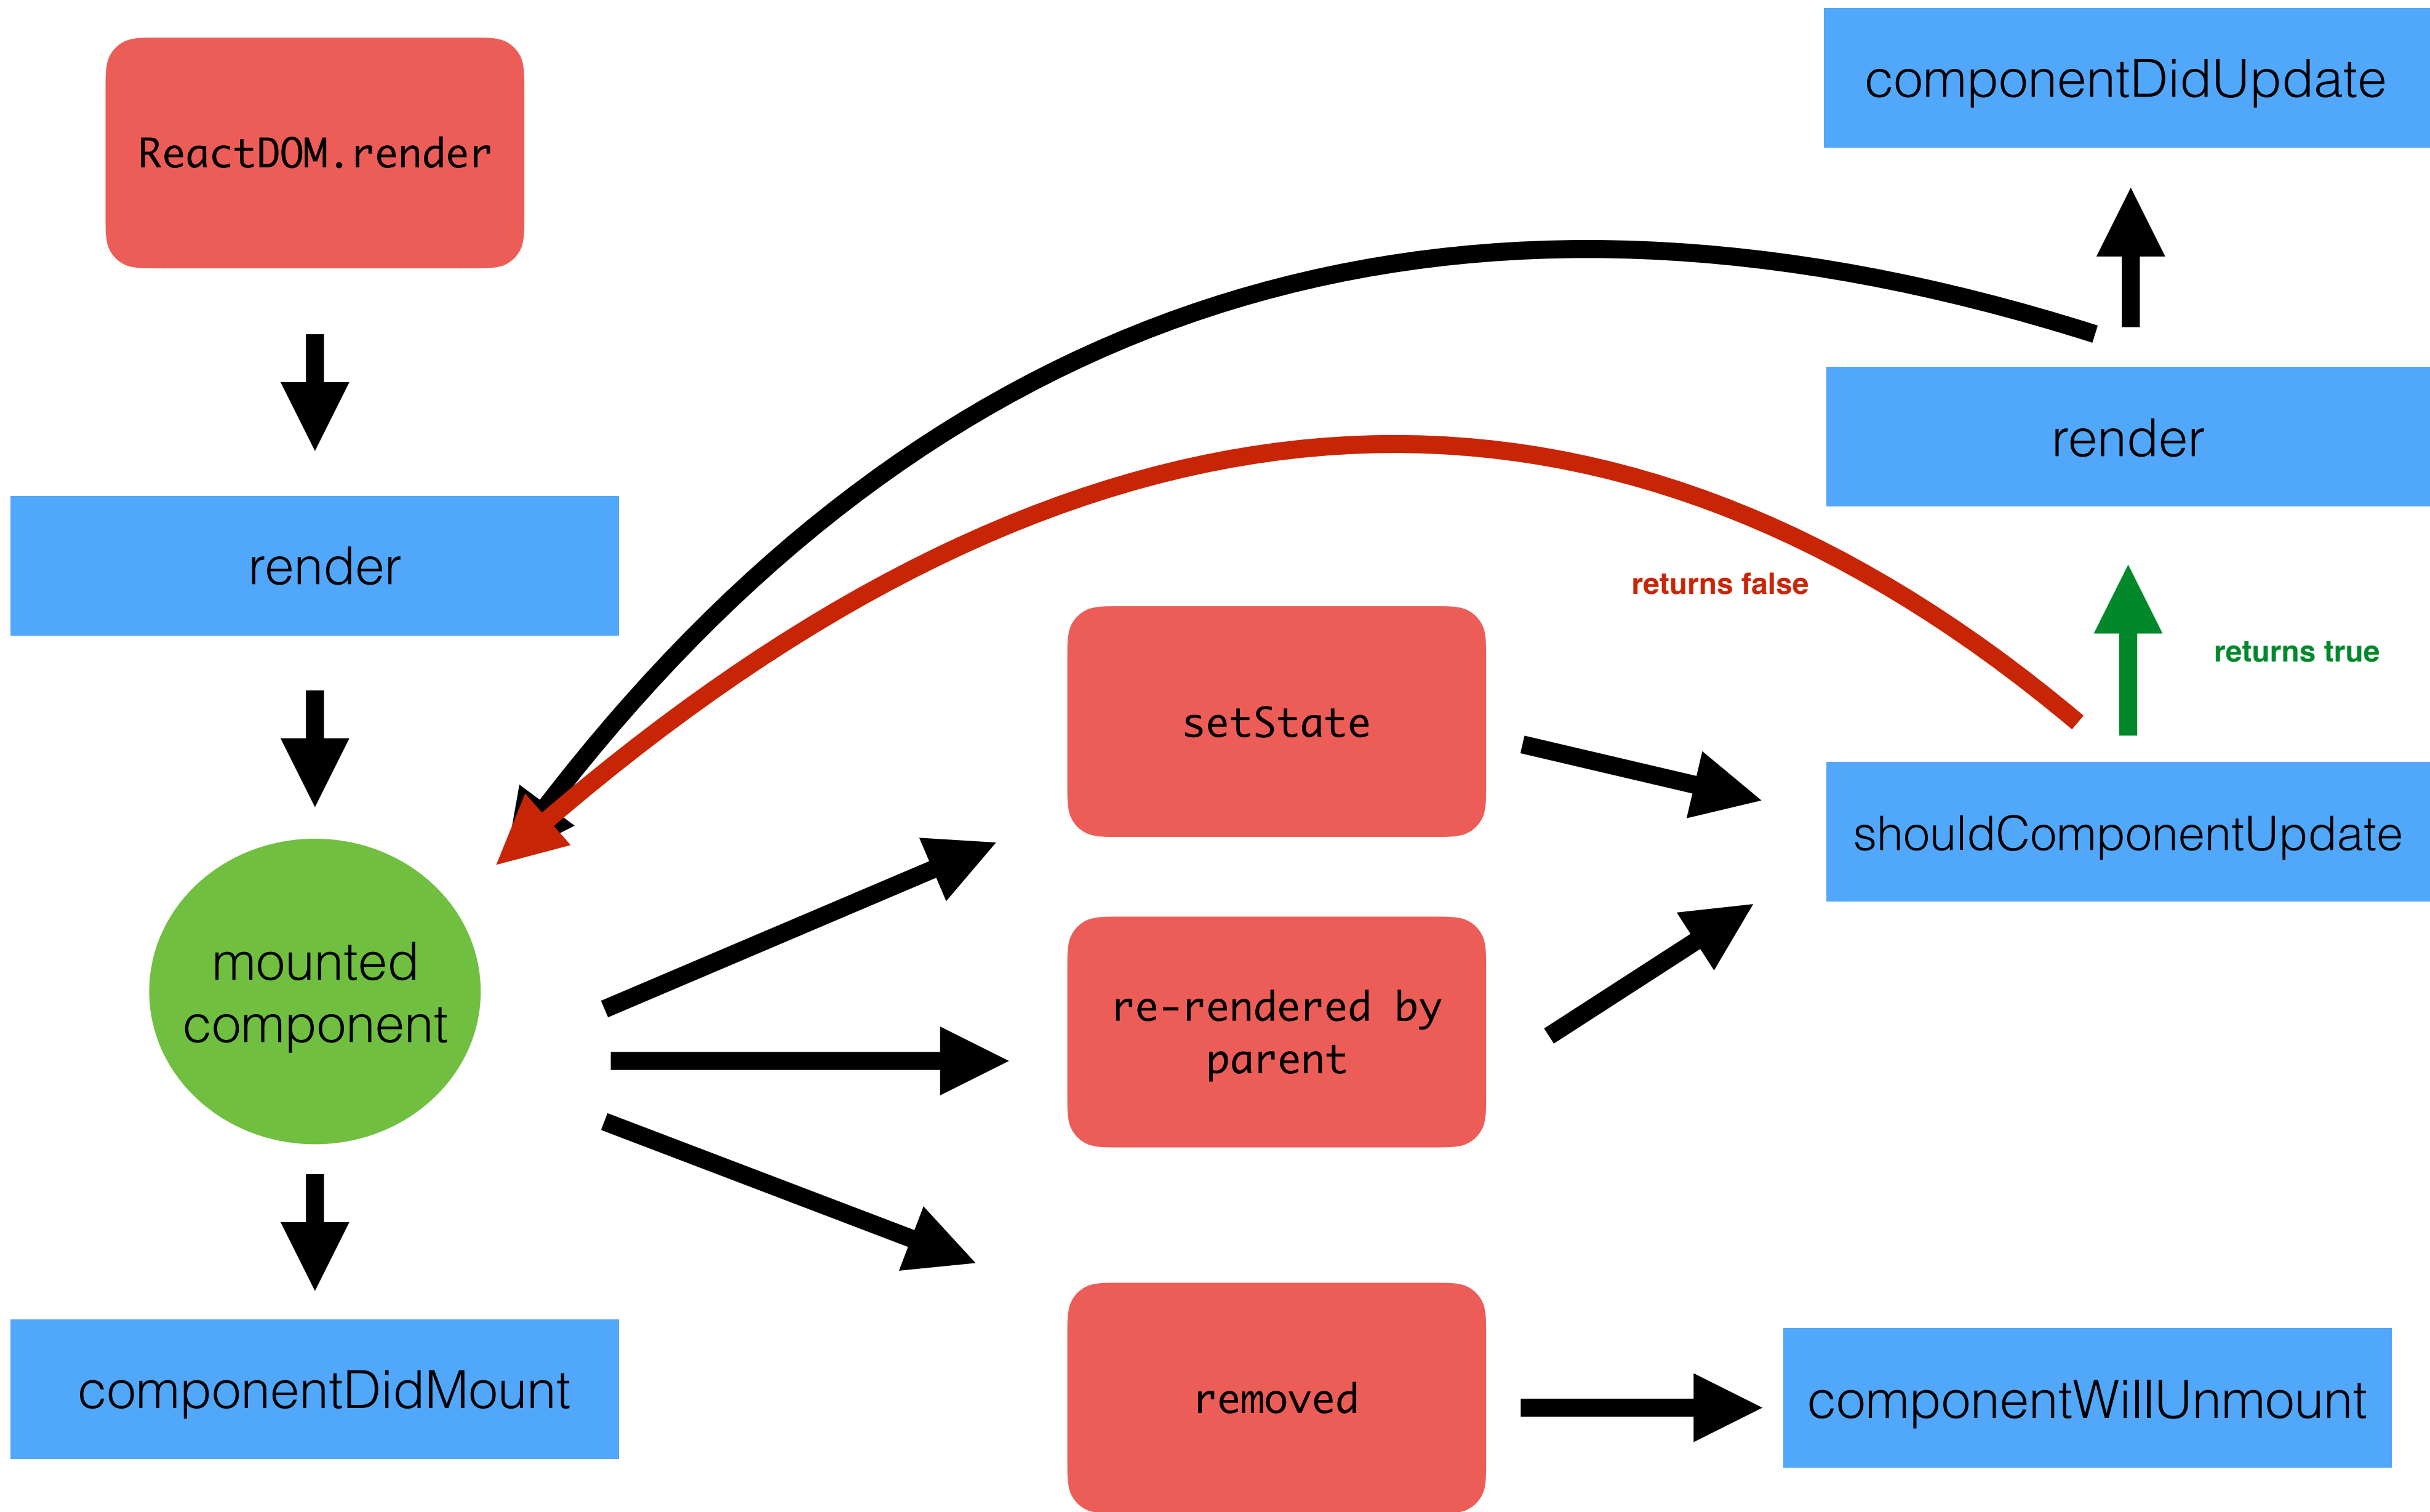 ReactDOM.render
componentDidUpdate
render
render
returns false
returns true
setState
shouldComponentUpdate
mounted
component
re-rendered by
parent
componentDidMount
removed
componentWillUnmount